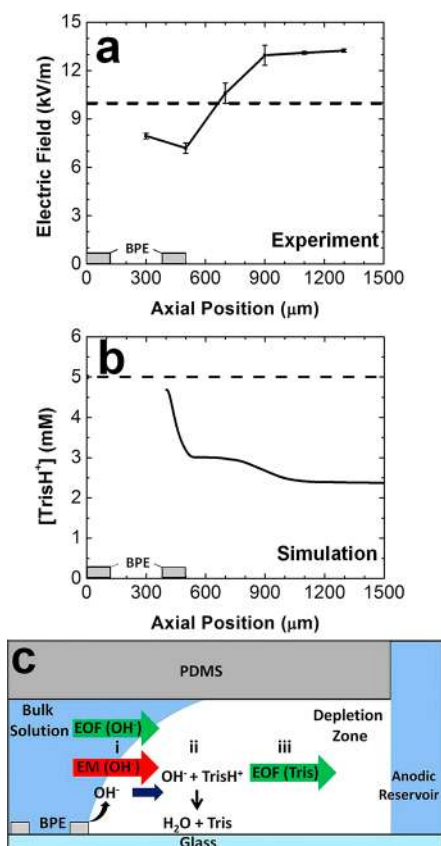 a
15
12
9
6
3
0
Electric Field (kV/m)
BPE
Experiment
0 300 600 900 1200 1500
Axial Position (μm)
b
6
5
4
3
2
1
0
[TrisH⁺] (mM)
BPE
Simulation
0 300 600 900 1200 1500
Axial Position (μm)
c
PDMS
Bulk
Solution
EOF (OH⁻)
Depletion
Zone
i
ii
iii
EM (OH⁻)
OH⁻ + TrisH⁺
EOF (Tris)
OH⁻
Anodic
Reservoir
H₂O + Tris
BPE
Glass